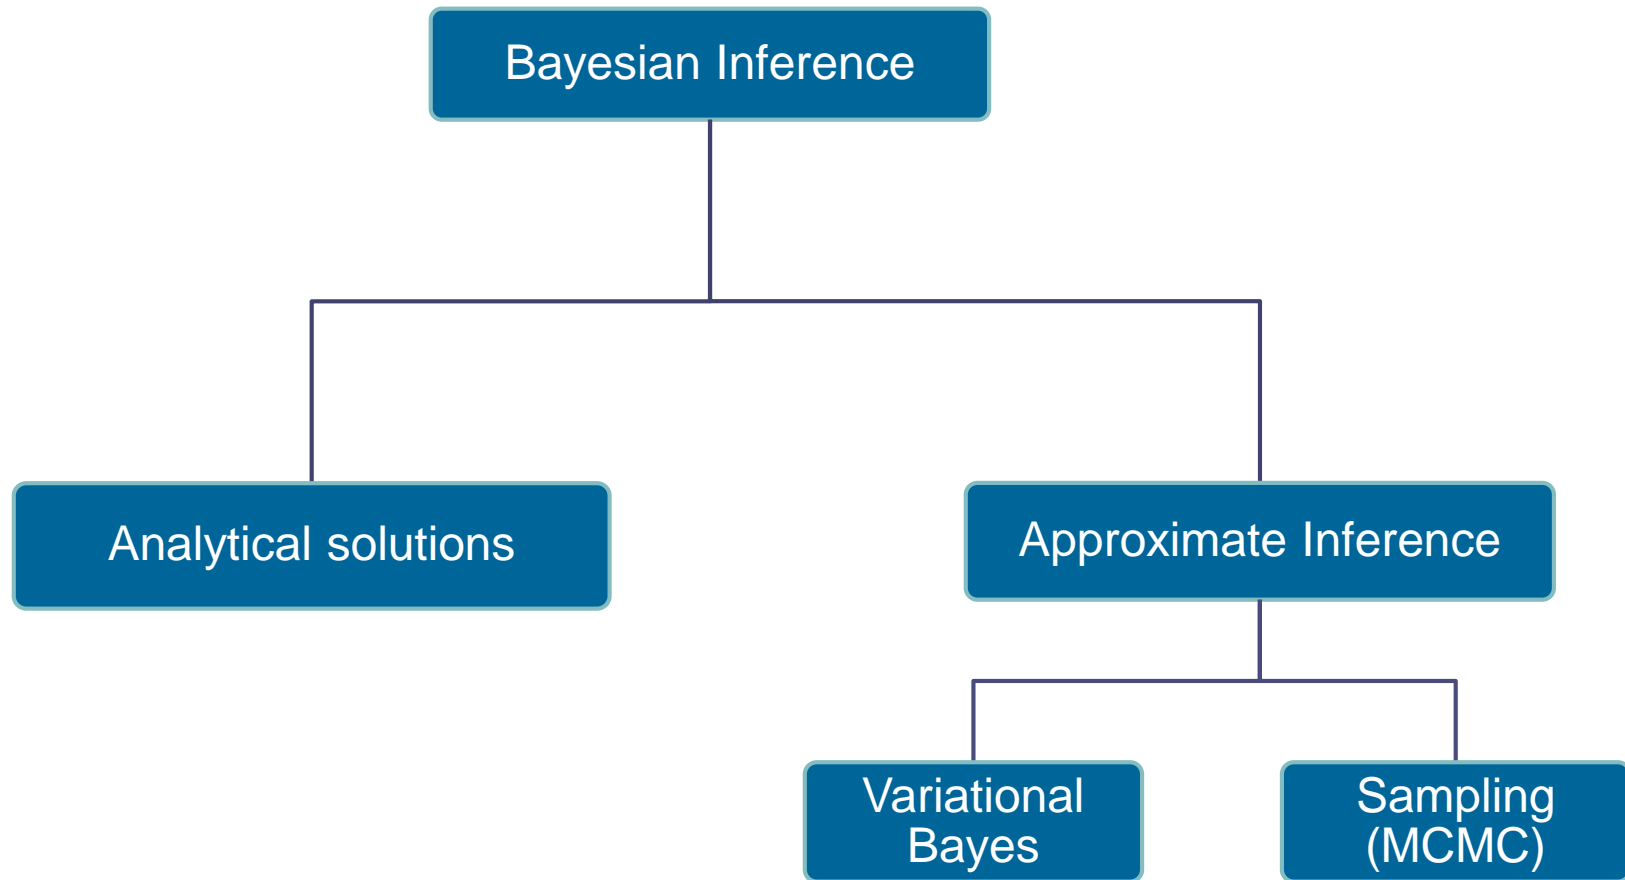 Bayesian Inference
Analytical solutions
Approximate Inference
Variational
Bayes
Sampling
(MCMC)